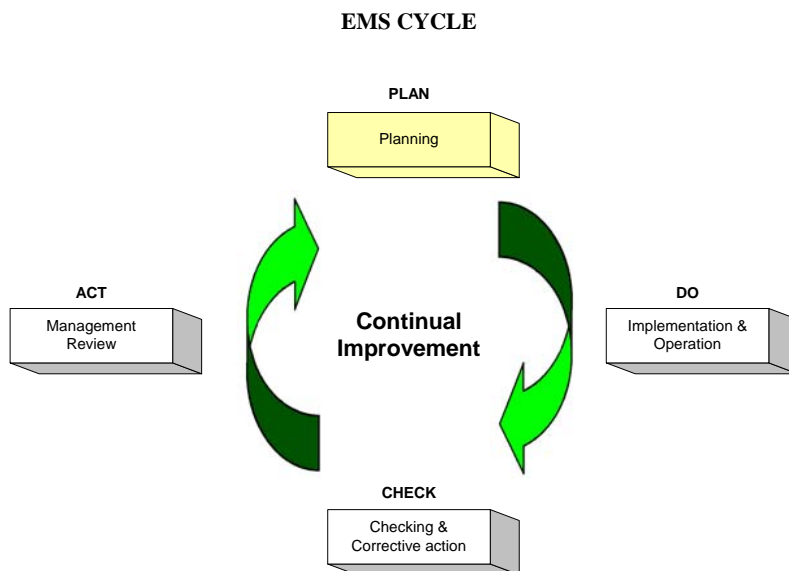 EMS CYCLE
PLAN
Planning
ACT
Management
Review
Continual
Improvement
DO
Implementation &
Operation
CHECK
Checking &
Corrective action